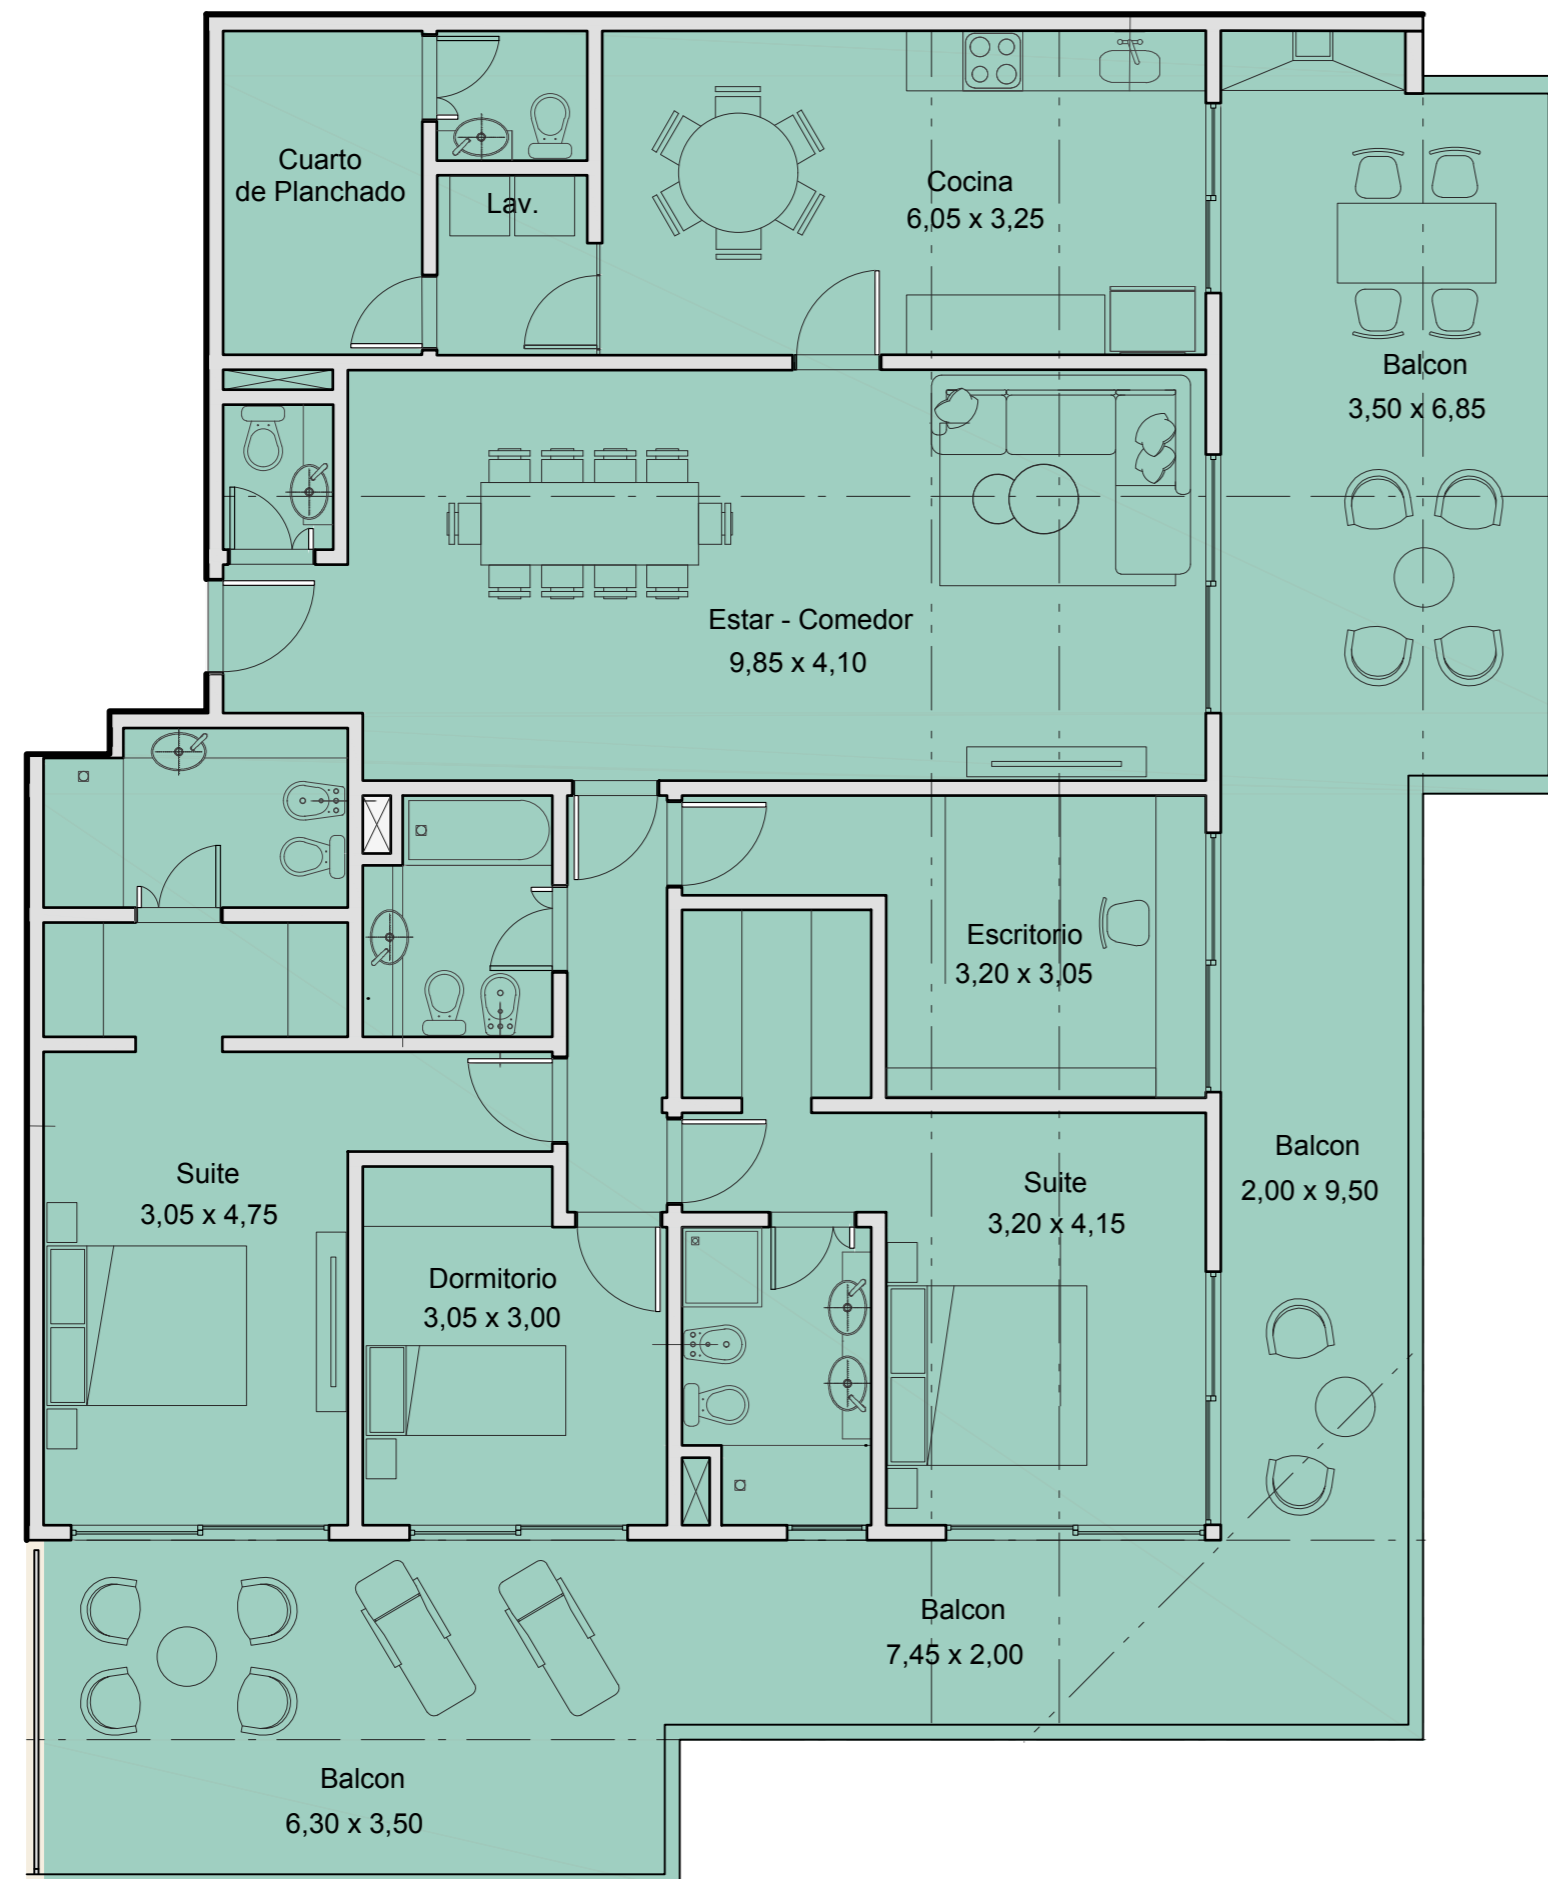 Cuarto
de Planchado
Lav.
Cocina
6,05 x 3,25
Balcon
3,50 x 6,85
Estar - Comedor
9,85 x 4,10
Escritorio
3,20 x 3,05
Suite
3,05 x 4,75
Suite
3,20 x 4,15
Balcon
2,00 x 9,50
Dormitorio
3,05 x 3,00
Balcon
7,45 x 2,00
Balcon
6,30 x 3,50